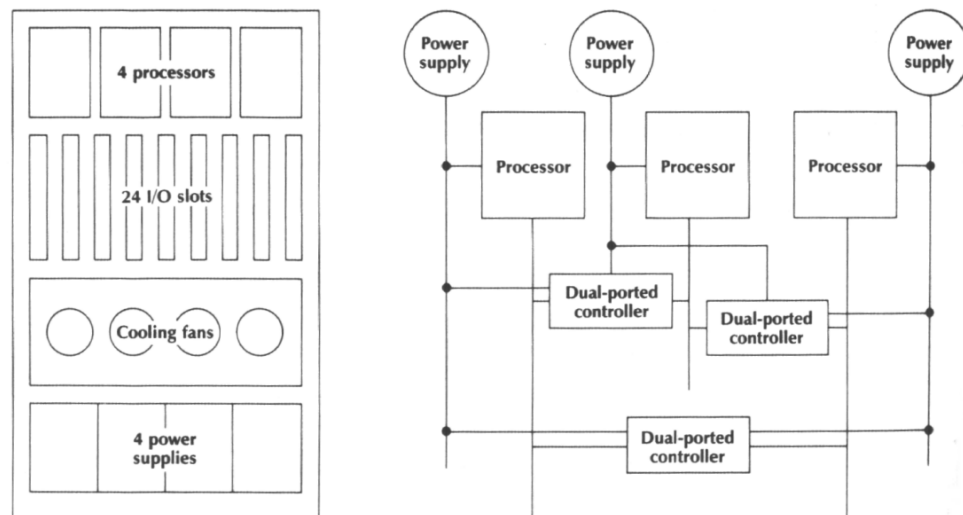 4 processors
24 I/O slots
Cooling fans
4 power
supplies
Power
supply
Power
supply
Power
supply
Processor
Processor
Processor
Dual-ported
controller
Dual-ported
controller
Dual-ported
controller